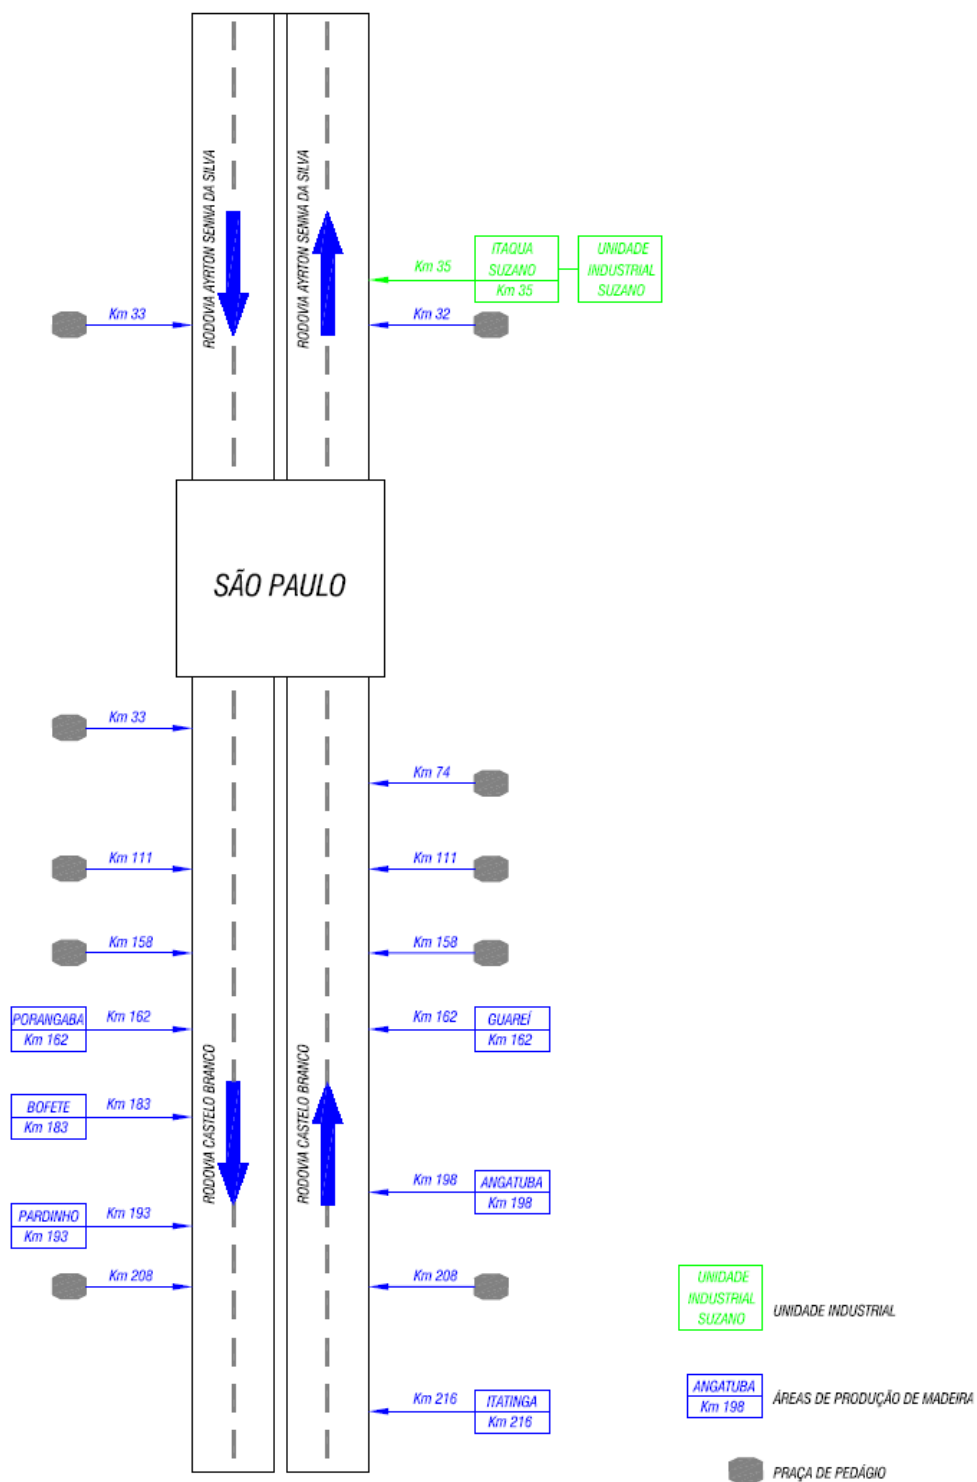 RODOVIA AYRTON SENNA DA SILVA
RODOVIA AYRTON SENNA DA SILVA
Km 35
ITAQUA
SUZANO
Km 35
UNIDADE
INDUSTRIAL
SUZANO
Km 33
Km 32
SÃO PAULO
Km 33
Km 74
Km 111
Km 111
Km 158
Km 158
PORANGABA
Km 162
Km 162
Km 162
GUAREÍ
Km 162
RODOVIA CASTELO BRANCO
RODOVIA CASTELO BRANCO
BOFETE
Km 183
Km 183
Km 198
ANGATUBA
Km 198
PARDINHO
Km 193
Km 193
Km 208
Km 208
Km 216
ITATINGA
Km 216
UNIDADE
INDUSTRIAL
SUZANO
UNIDADE INDUSTRIAL
ANGATUBA
Km 198
ÁREAS DE PRODUÇÃO DE MADEIRA
PRAÇA DE PEDÁGIO